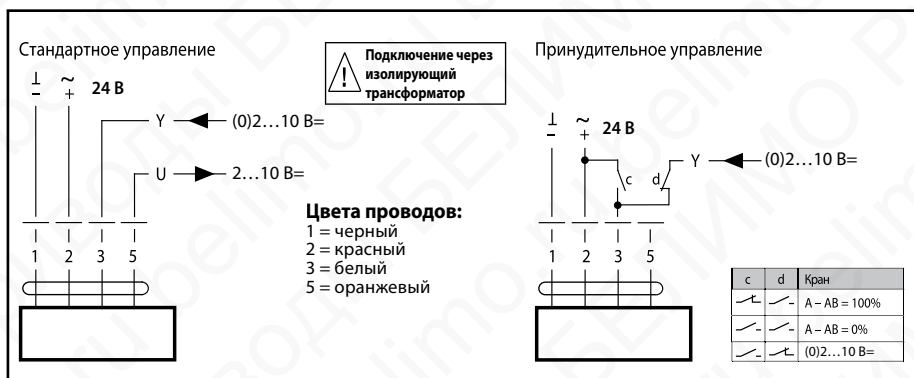 Стандартное управление
⊥ ~
- + 24 В
Y (0)2...10 В=
U 2...10 В=
1 2 3 5
Подключение через
изолирующий
трансформатор
!
Цвета проводов:
1 = черный
2 = красный
3 = белый
5 = оранжевый
Принудительное управление
⊥ ~
- + 24 В
c d Y (0)2...10 В=
1 2 3 5
c d Кран
A – AB = 100%
A – AB = 0%
(0)2...10 В=